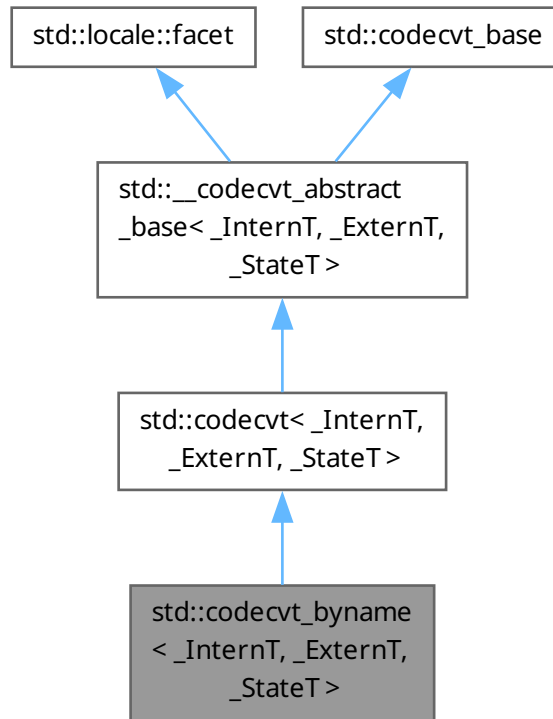 std::locale::facet
std::codecvt_base
std::__codecvt_abstract
_base< _InternT, _ExternT,
_StateT >
std::codecvt< _InternT,
_ExternT, _StateT >
std::codecvt_byname
< _InternT, _ExternT,
_StateT >